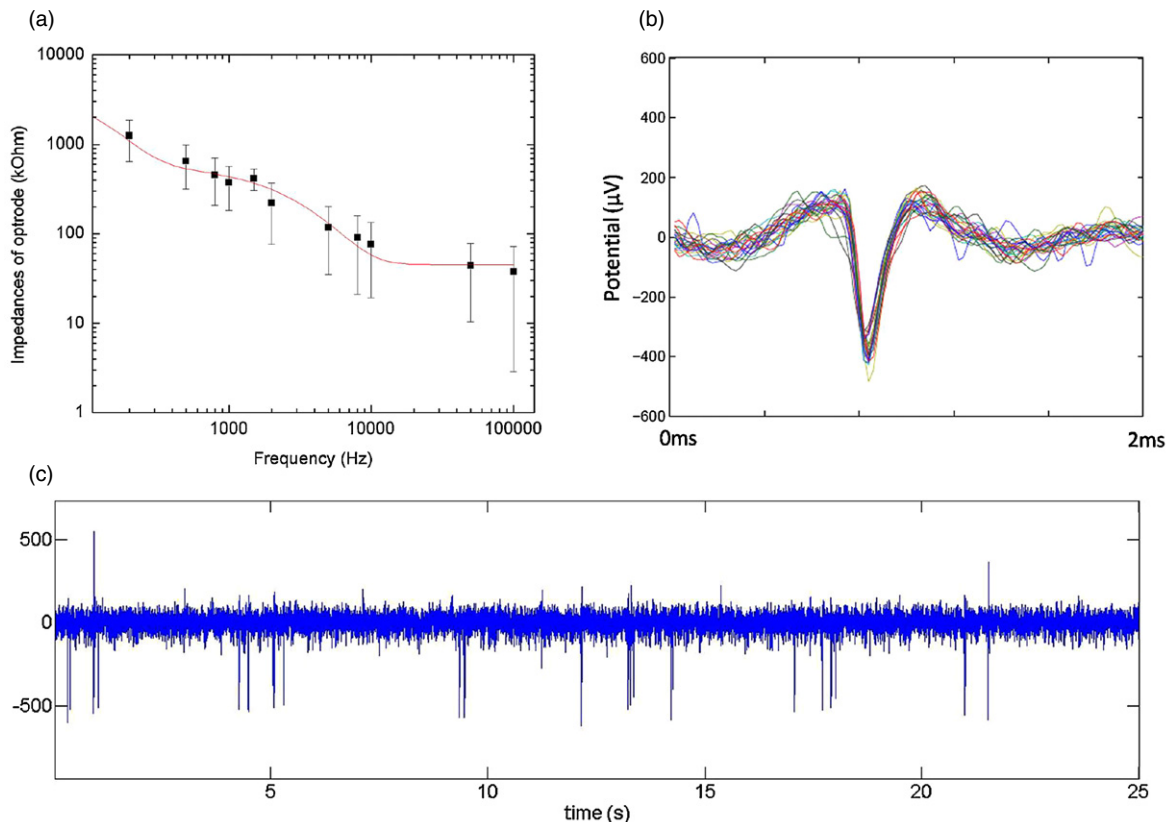 (a)
10000
1000
100
10
1
Impedances of optrode (kOhm)
1000
10000
100000
Frequency (Hz)
(b)
600
400
200
0
−200
−400
−600
Potential (µV)
0ms
2ms
(c)
500
0
-500
5
10
15
20
25
time (s)